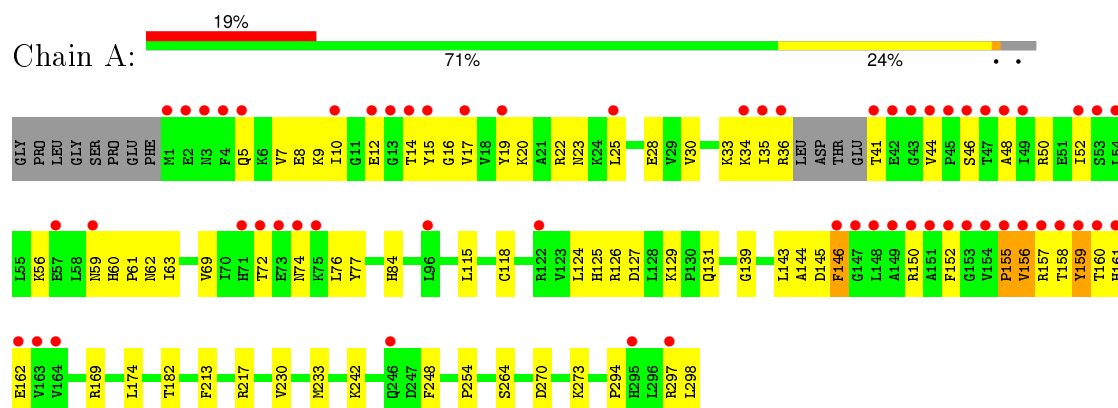 19%
Chain A:
71% 24% • •
GLY PRO LEU GLY SER PRO GLU PHE M1 E2 N3 F4 Q5 K6 V7 E8 K9 I10 G11 E12 G13 T14 Y15 G16 V17 V18 Y19 K20 A21 R22 N23 K24 L25 E28 V29 V30 K33 K34 I35 R36 LEU ASP THR GLU T41 E42 G43 V44 P45 S46 T47 A48 I49 R50 E51 I52 S53 L54
L55 K56 E57 L58 N59 H60 P61 N62 I63 V69 I70 H71 T72 E73 N74 K75 L76 Y77 H84 L96 L115 C118 R122 V123 L124 H125 R126 D127 L128 K129 P130 Q131 G139 L143 A144 D145 F146 G147 L148 A149 R150 A151 F152 G153 V154 P155 V156 R157 T158 Y159 T160 H161
E162 V163 V164 R169 L174 T182 F213 R217 V230 M233 K242 Q246 D247 F248 P254 S264 D270 K273 P294 H295 L296 R297 L298